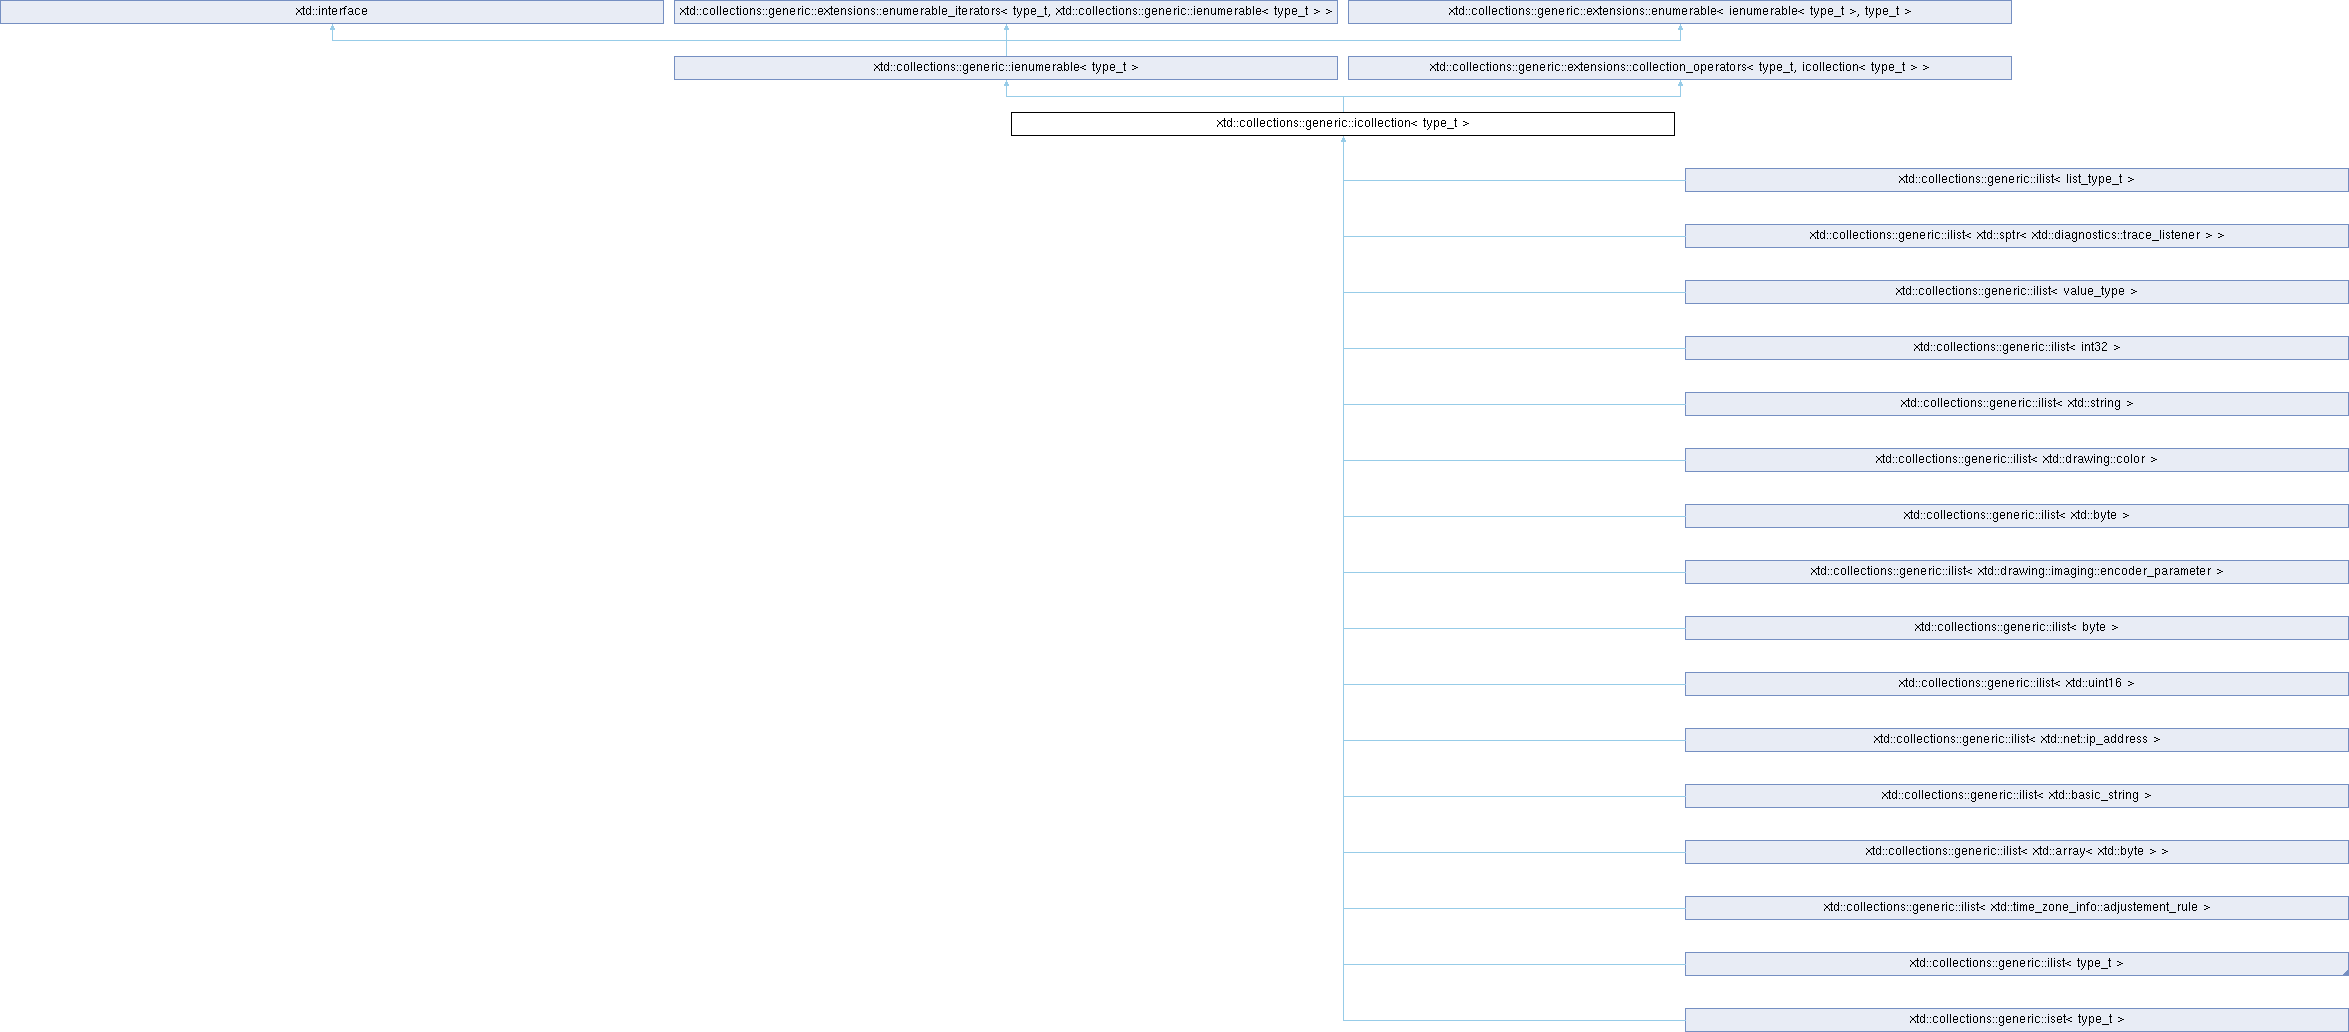 xtd::interface
xtd::collections::generic::extensions::enumerable_iterators< type_t, xtd::collections::generic::ienumerable< type_t > >
xtd::collections::generic::extensions::enumerable< ienumerable< type_t >, type_t >
xtd::collections::generic::ienumerable< type_t >
xtd::collections::generic::extensions::collection_operators< type_t, icollection< type_t > >
xtd::collections::generic::icollection< type_t >
xtd::collections::generic::ilist< list_type_t >
xtd::collections::generic::ilist< xtd::sptr< xtd::diagnostics::trace_listener > >
xtd::collections::generic::ilist< value_type >
xtd::collections::generic::ilist< int32 >
xtd::collections::generic::ilist< xtd::string >
xtd::collections::generic::ilist< xtd::drawing::color >
xtd::collections::generic::ilist< xtd::byte >
xtd::collections::generic::ilist< xtd::drawing::imaging::encoder_parameter >
xtd::collections::generic::ilist< byte >
xtd::collections::generic::ilist< xtd::uint16 >
xtd::collections::generic::ilist< xtd::net::ip_address >
xtd::collections::generic::ilist< xtd::basic_string >
xtd::collections::generic::ilist< xtd::array< xtd::byte > >
xtd::collections::generic::ilist< xtd::time_zone_info::adjustement_rule >
xtd::collections::generic::ilist< type_t >
xtd::collections::generic::iset< type_t >